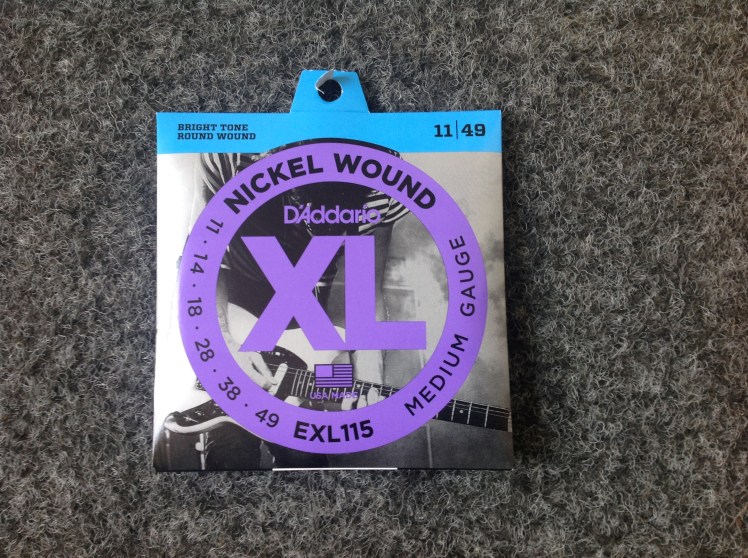 BRIGHT TONE
ROUND WOUND
11|49
NICKEL WOUND
D'Addario
XL
USA MADE
11 · 14 · 18 · 28 · 38 · 49
EXL115
MEDIUM GAUGE